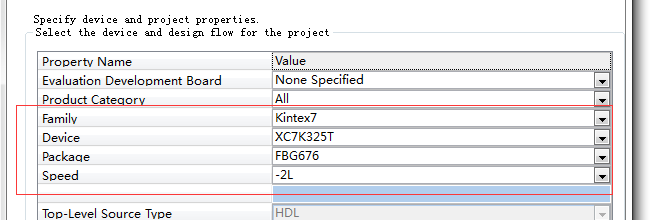 Specify device and project properties.
Select the device and design flow for the project
Property Name Value
Evaluation Development Board None Specified
Product Category All
Family Kintex7
Device XC7K325T
Package FBG676
Speed -2L
Top-Level Source Type HDL